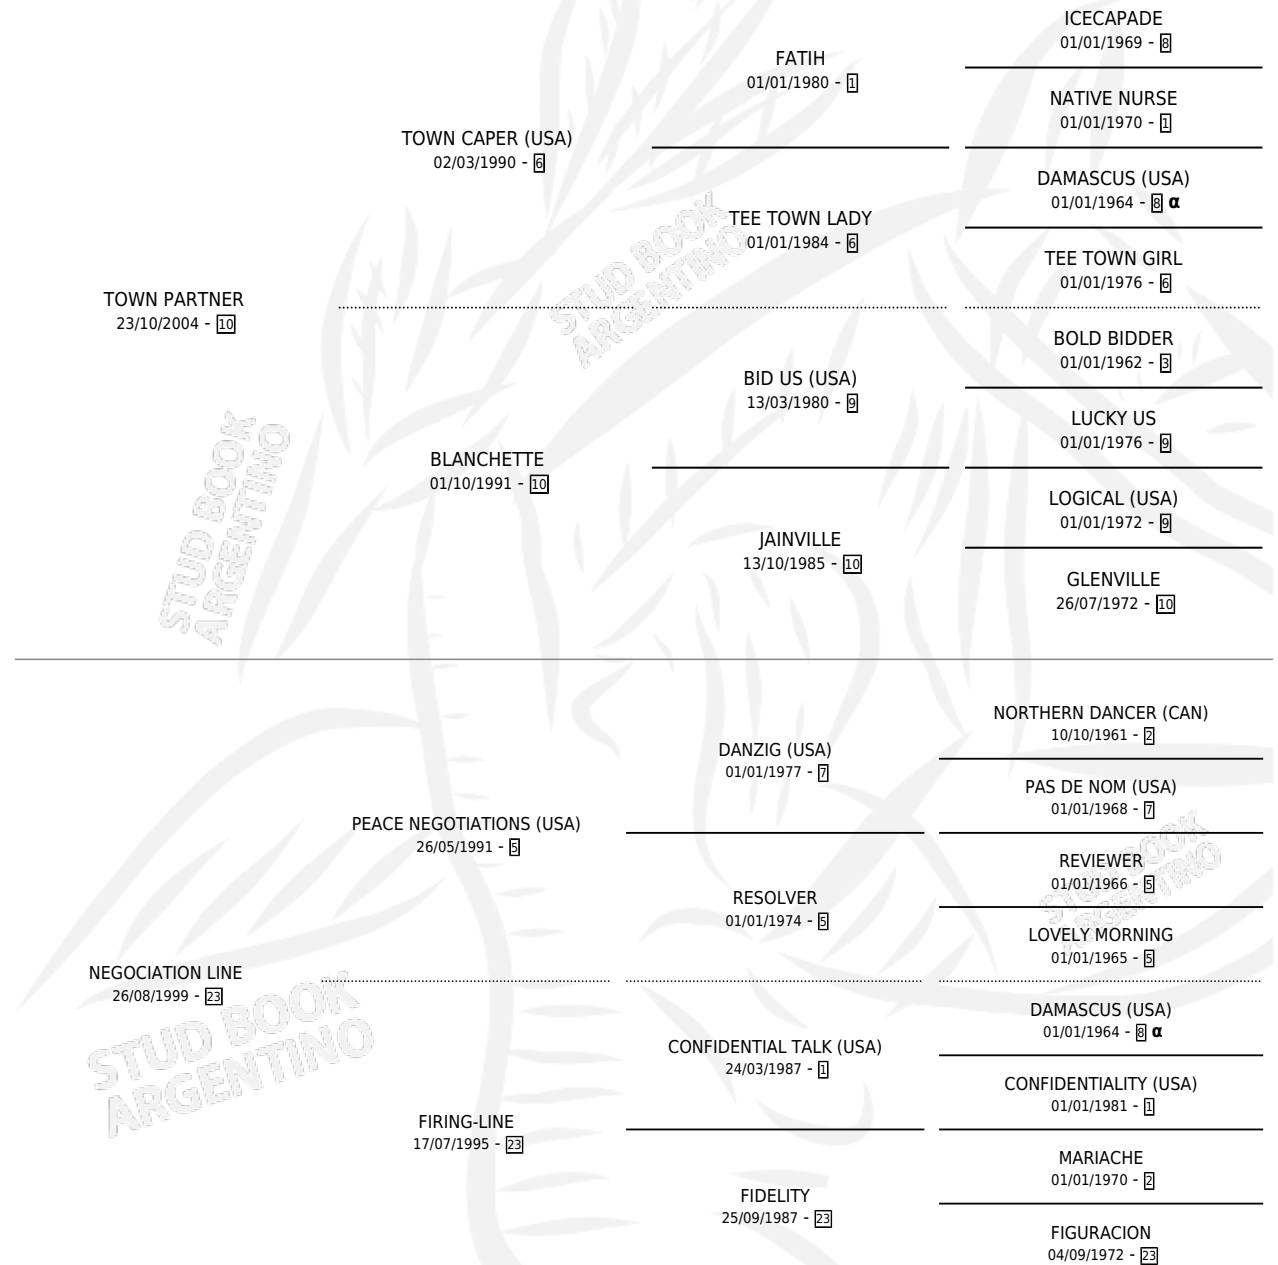 ICECAPADE
01/01/1969 - 8
FATIH
01/01/1980 - 1
NATIVE NURSE
01/01/1970 - 1
TOWN CAPER (USA)
02/03/1990 - 6
DAMASCUS (USA)
01/01/1964 - 8 α
TEE TOWN LADY
01/01/1984 - 6
TEE TOWN GIRL
01/01/1976 - 6
TOWN PARTNER
23/10/2004 - 10
BOLD BIDDER
01/01/1962 - 3
BID US (USA)
13/03/1980 - 9
LUCKY US
01/01/1976 - 9
BLANCHETTE
01/10/1991 - 10
LOGICAL (USA)
01/01/1972 - 9
JAINVILLE
13/10/1985 - 10
GLENVILLE
26/07/1972 - 10
NORTHERN DANCER (CAN)
10/10/1961 - 2
DANZIG (USA)
01/01/1977 - 7
PAS DE NOM (USA)
01/01/1968 - 7
PEACE NEGOTIATIONS (USA)
26/05/1991 - 5
REVIEWER
01/01/1966 - 5
RESOLVER
01/01/1974 - 5
LOVELY MORNING
01/01/1965 - 5
NEGOCIATION LINE
26/08/1999 - 23
DAMASCUS (USA)
01/01/1964 - 8 α
CONFIDENTIAL TALK (USA)
24/03/1987 - 1
CONFIDENTIALITY (USA)
01/01/1981 - 1
FIRING-LINE
17/07/1995 - 23
MARIACHE
01/01/1970 - 2
FIDELITY
25/09/1987 - 23
FIGURACION
04/09/1972 - 23
STUD BOOK
ARGENTINO
STUD BOOK
ARGENTINO
STUD BOOK
ARGENTINO
STUD BOOK
ARGENTINO